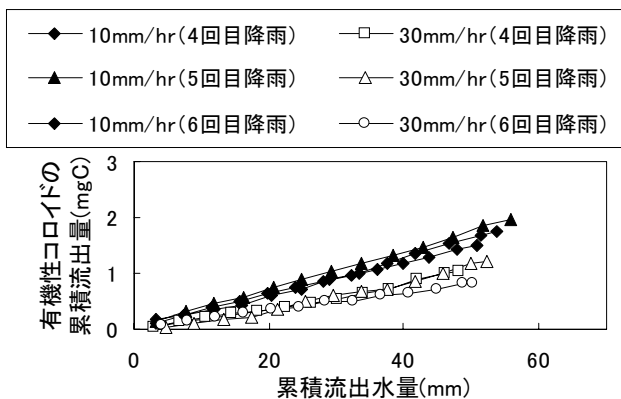 10mm/hr(4回目降雨) 30mm/hr(4回目降雨)
10mm/hr(5回目降雨) 30mm/hr(5回目降雨)
10mm/hr(6回目降雨) 30mm/hr(6回目降雨)
有機性コロイドの
累積流出量(mgC)
3
2
1
0
0 20 40 60
累積流出水量(mm)